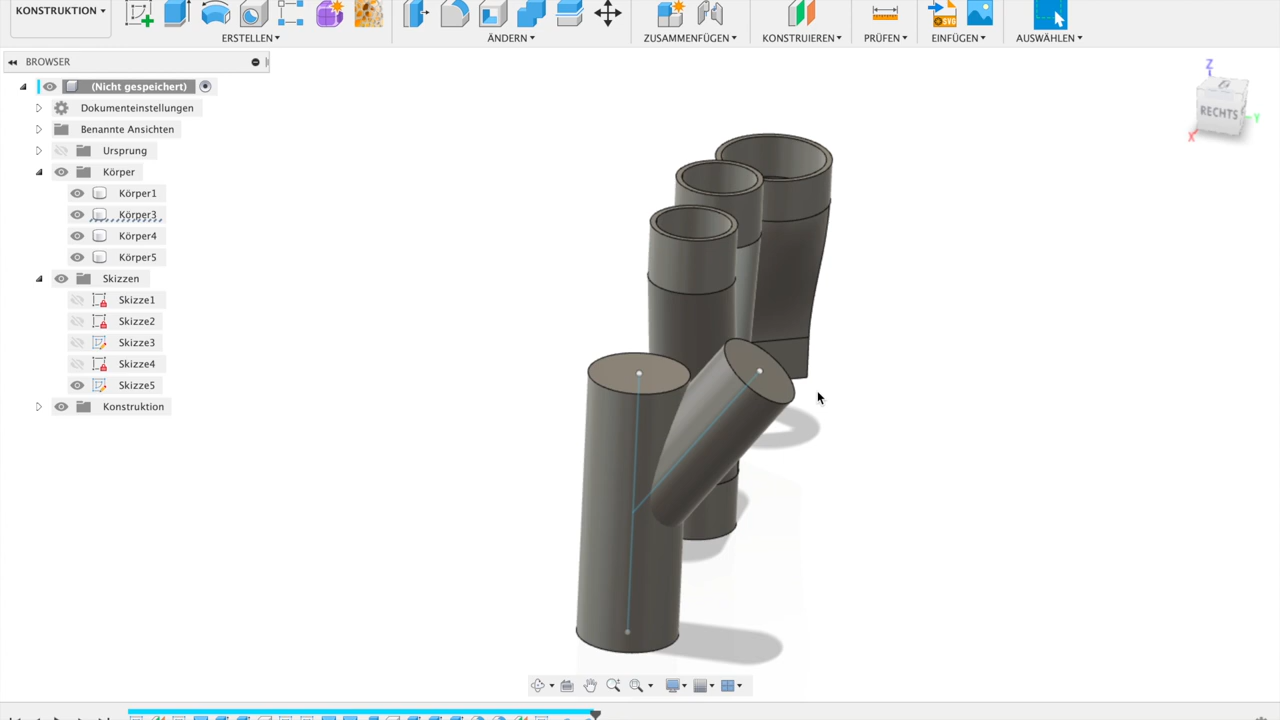 KONSTRUKTION
ERSTELLEN
ÄNDERN
ZUSAMMENFÜGEN
KONSTRUIEREN
PRÜFEN
SVG
EINFÜGEN
AUSWÄHLEN
BROWSER
(Nicht gespeichert)
Dokumenteinstellungen
Benannte Ansichten
Ursprung
Körper
Körper1
Körper3
Körper4
Körper5
Skizzen
Skizze1
Skizze2
Skizze3
Skizze4
Skizze5
Konstruktion
Z
RECHTS
Y
X